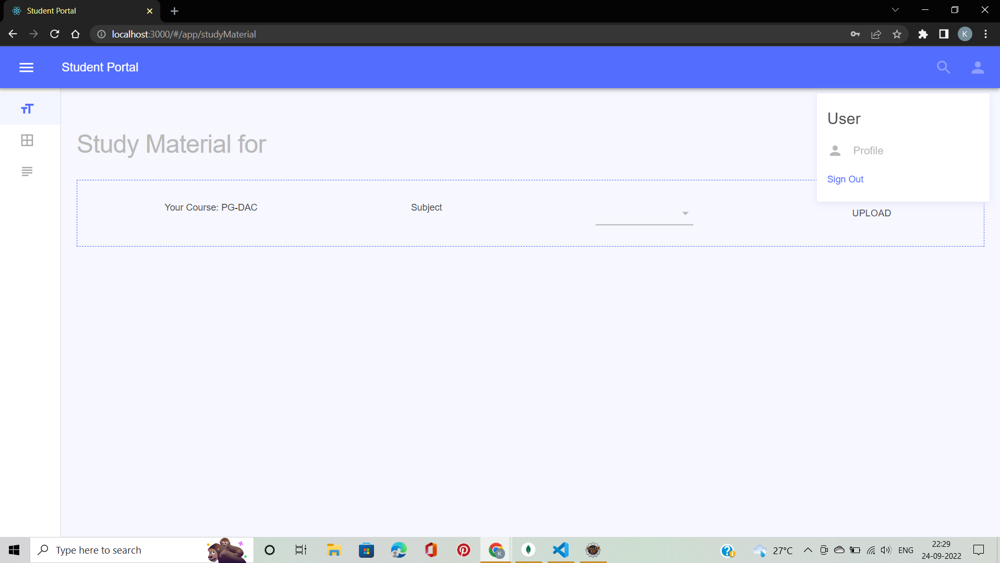 Student Portal
localhost:3000/#/app/studyMaterial
K
Student Portal
User
Profile
Sign Out
Study Material for
Your Course: PG-DAC
Subject
UPLOAD
Type here to search
K
27°C
ENG
22:29
24-09-2022